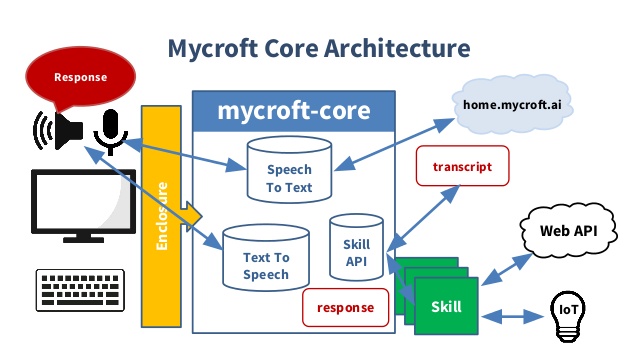 Mycroft Core Architecture
Response
mycroft-core
home.mycroft.ai
Speech
To Text
transcript
Enclosure
Text To
Speech
Skill
API
Web API
response
Skill
IoT